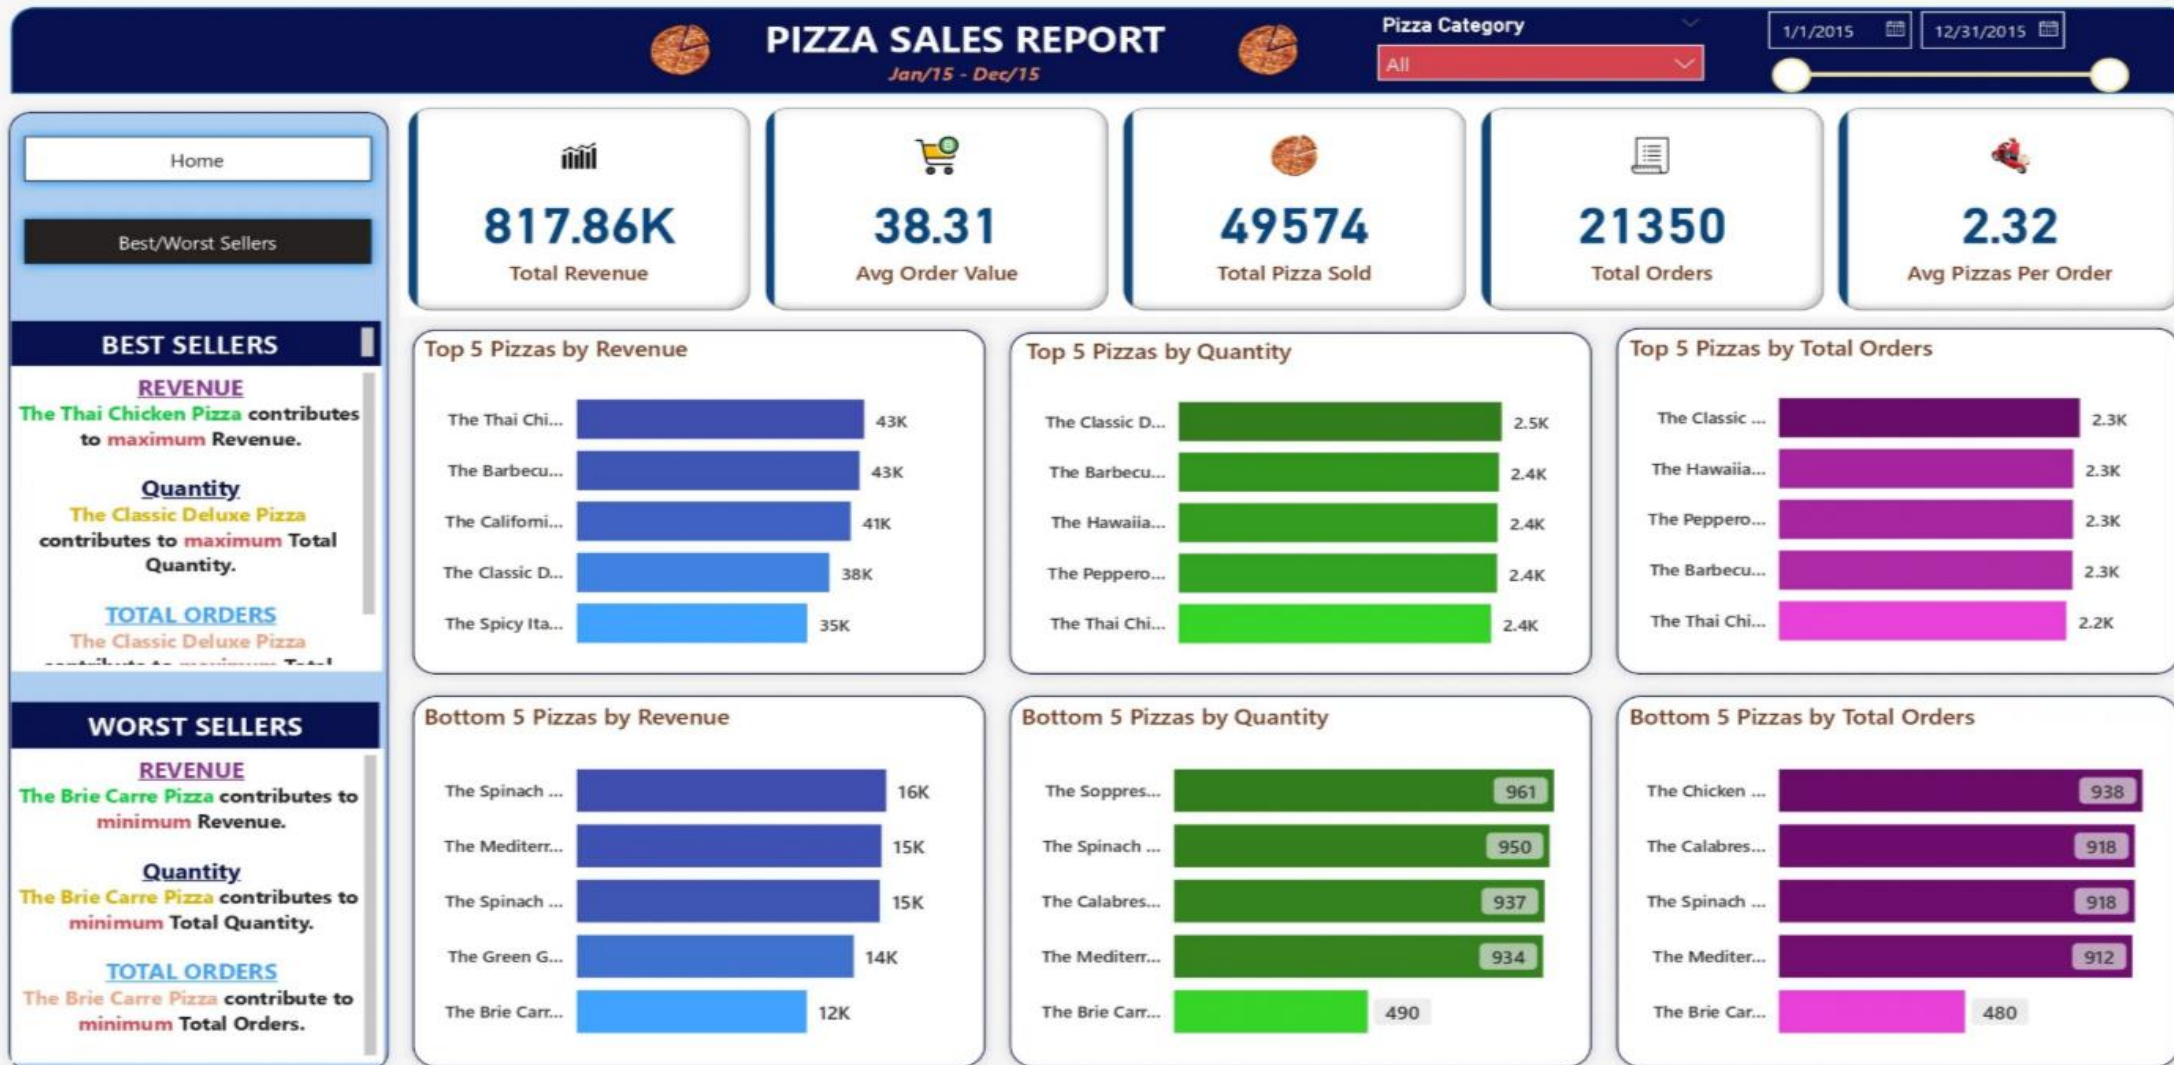 PIZZA SALES REPORT
Jan/15 - Dec/15
Pizza Category
All
1/1/2015
12/31/2015
Home
Best/Worst Sellers
817.86K
Total Revenue
38.31
Avg Order Value
49574
Total Pizza Sold
21350
Total Orders
2.32
Avg Pizzas Per Order
BEST SELLERS
REVENUE
The Thai Chicken Pizza contributes
to maximum Revenue.
Quantity
The Classic Deluxe Pizza
contributes to maximum Total
Quantity.
TOTAL ORDERS
The Classic Deluxe Pizza
WORST SELLERS
REVENUE
The Brie Carre Pizza contributes to
minimum Revenue.
Quantity
The Brie Carre Pizza contributes to
minimum Total Quantity.
TOTAL ORDERS
The Brie Carre Pizza contribute to
minimum Total Orders.
Top 5 Pizzas by Revenue
The Thai Chi... 43K
The Barbecu... 43K
The Californi... 41K
The Classic D... 38K
The Spicy Ita... 35K
Top 5 Pizzas by Quantity
The Classic D... 2.5K
The Barbecu... 2.4K
The Hawaiia... 2.4K
The Peppero... 2.4K
The Thai Chi... 2.4K
Top 5 Pizzas by Total Orders
The Classic ... 2.3K
The Hawaiia... 2.3K
The Peppero... 2.3K
The Barbecu... 2.3K
The Thai Chi... 2.2K
Bottom 5 Pizzas by Revenue
The Spinach ... 16K
The Mediterr... 15K
The Spinach ... 15K
The Green G... 14K
The Brie Carr... 12K
Bottom 5 Pizzas by Quantity
The Soppres... 961
The Spinach ... 950
The Calabres... 937
The Mediterr... 934
The Brie Carr... 490
Bottom 5 Pizzas by Total Orders
The Chicken ... 938
The Calabres... 918
The Spinach ... 918
The Mediter... 912
The Brie Car... 480